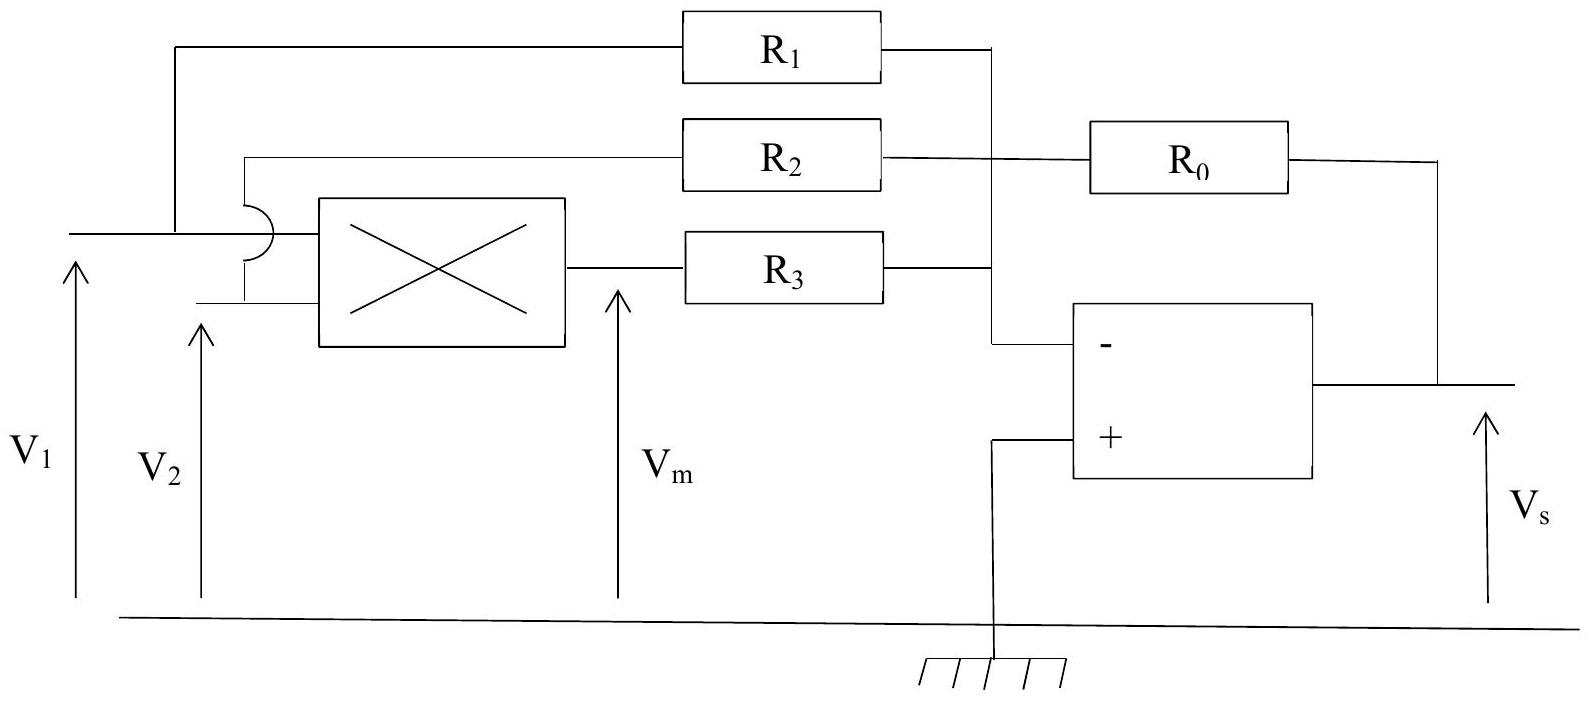 R₁
R₂
R₀
R₃
-
+
V₁
V₂
Vₘ
Vₛ